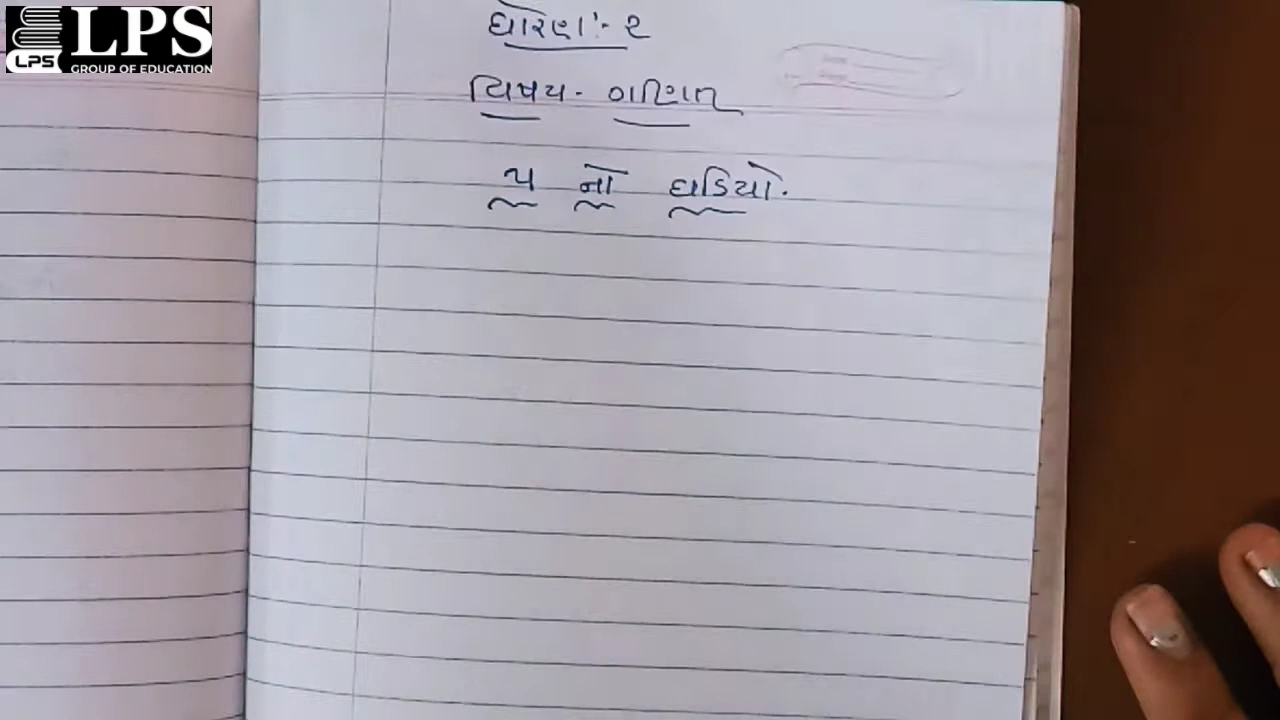 LPS
LPS
GROUP OF EDUCATION
ધોરણ :- ૨
વિષય - ગણિત
૫ નો ઘડિયો.